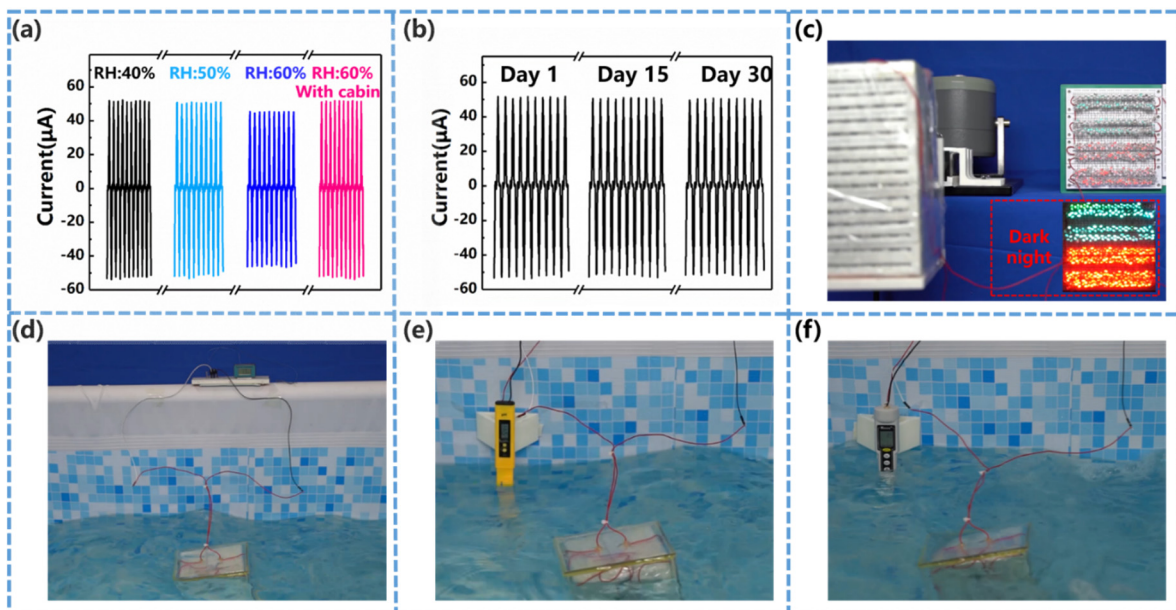 (a)
RH:40% RH:50% RH:60% RH:60%
With cabin
Current(μA)
60
40
20
0
-20
-40
-60
(b)
Day 1 Day 15 Day 30
Current(μA)
60
40
20
0
-20
-40
-60
(c)
Dark
night
(d)
(e)
(f)